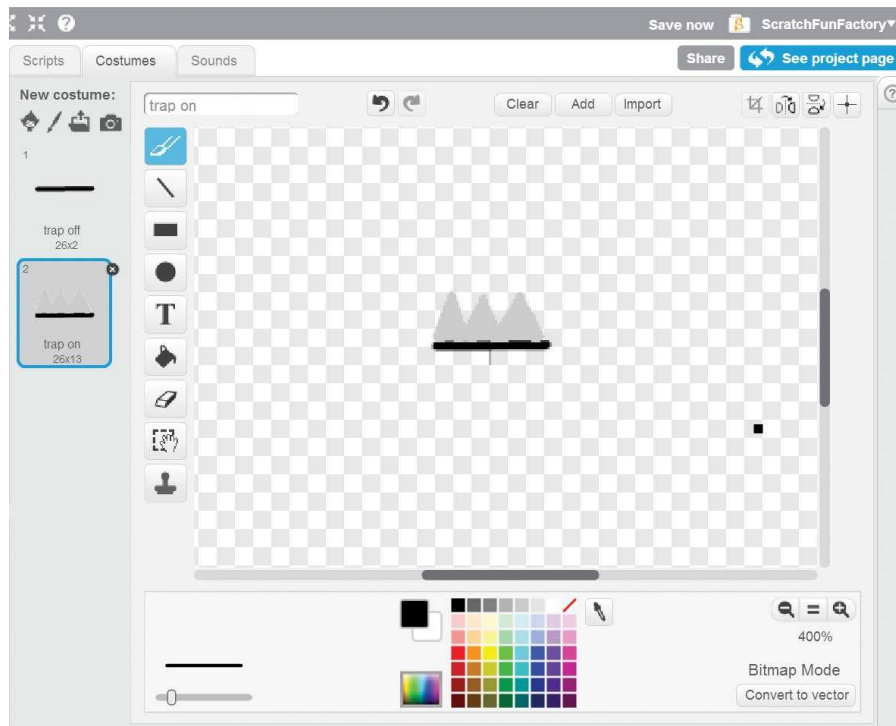 Save now ScratchFunFactory
Scripts Costumes Sounds Share See project page
New costume:
trap on Clear Add Import
1
trap off
26x2
2
trap on
26x13
T
400%
Bitmap Mode
Convert to vector